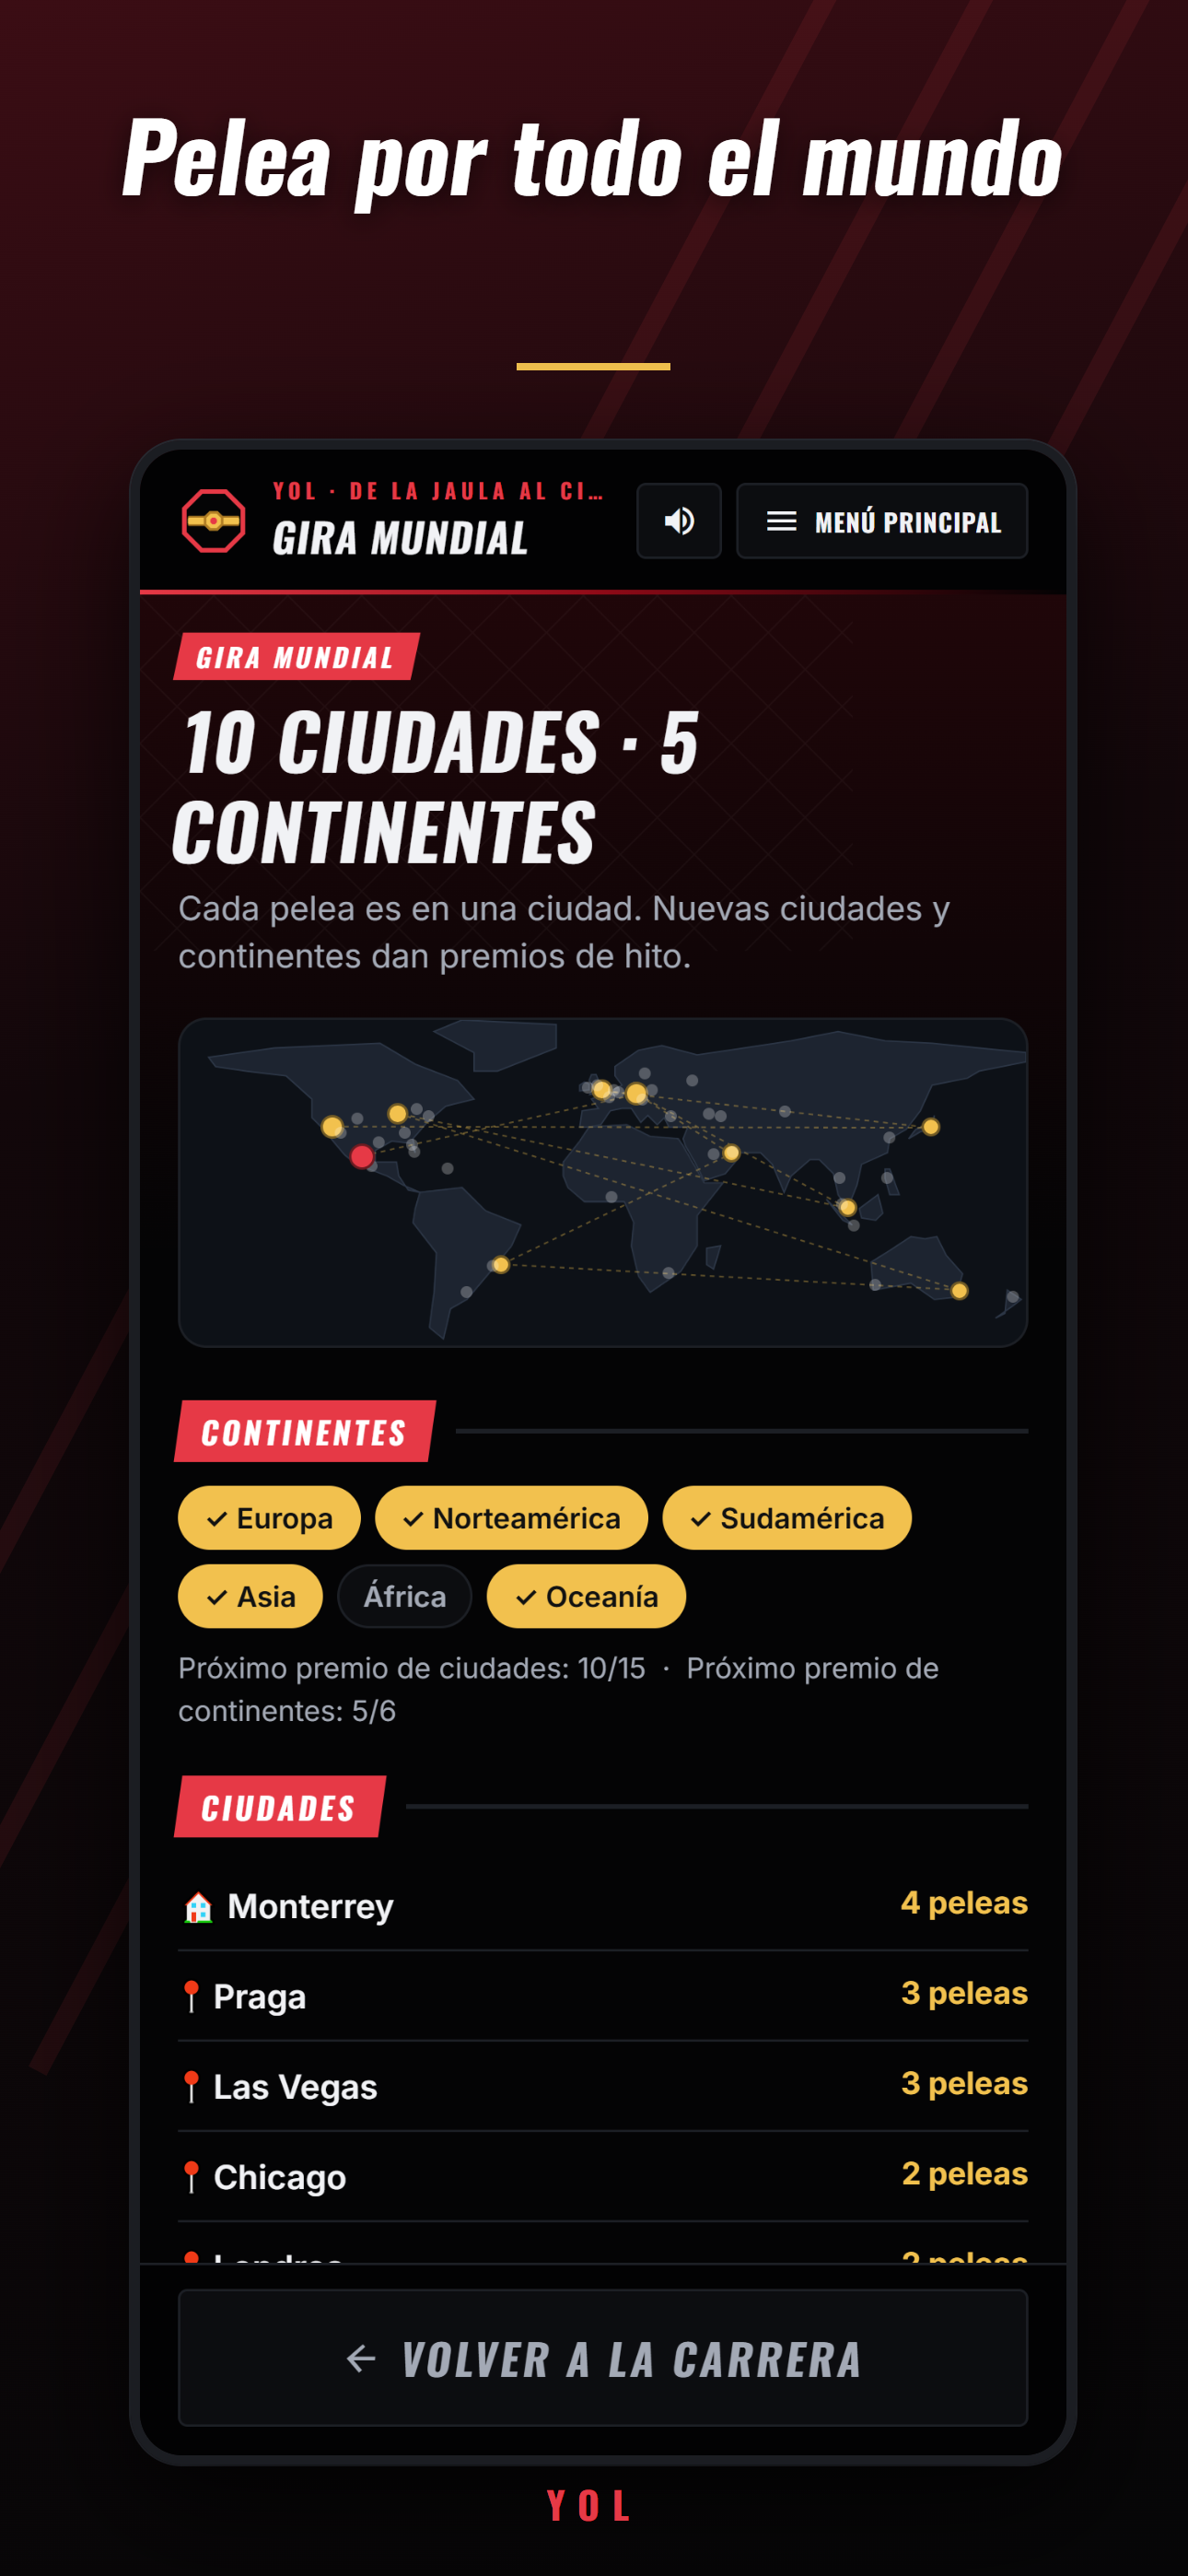 Pelea por todo el mundo
YOL · DE LA JAULA AL CI...
GIRA MUNDIAL
MENÚ PRINCIPAL
GIRA MUNDIAL
10 CIUDADES · 5
CONTINENTES
Cada pelea es en una ciudad. Nuevas ciudades y
continentes dan premios de hito.
CONTINENTES
✓ Europa ✓ Norteamérica ✓ Sudamérica
✓ Asia África ✓ Oceanía
Próximo premio de ciudades: 10/15 · Próximo premio de
continentes: 5/6
CIUDADES
Monterrey 4 peleas
Praga 3 peleas
Las Vegas 3 peleas
Chicago 2 peleas
Londres 2 peleas
← VOLVER A LA CARRERA
YOL